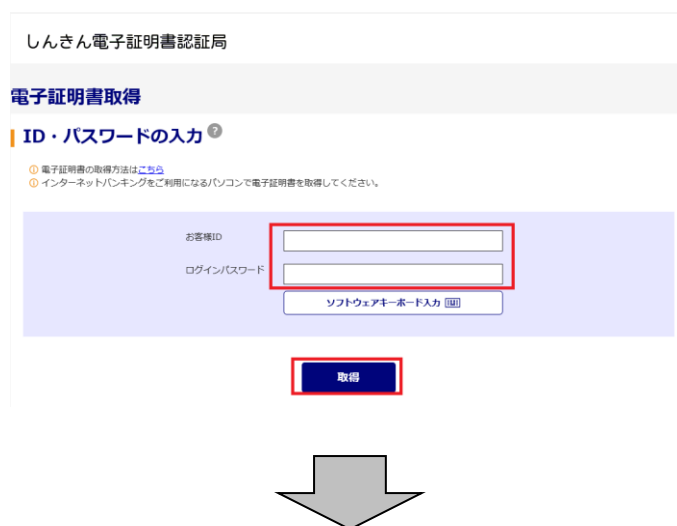 しんきん電子証明書認証局
電子証明書取得
ID・パスワードの入力 ?
電子証明書の取得方法はこちら
インターネットバンキングをご利用になるパソコンで電子証明書を取得してください。
お客様ID
ログインパスワード
ソフトウェアキーボード入力
取得